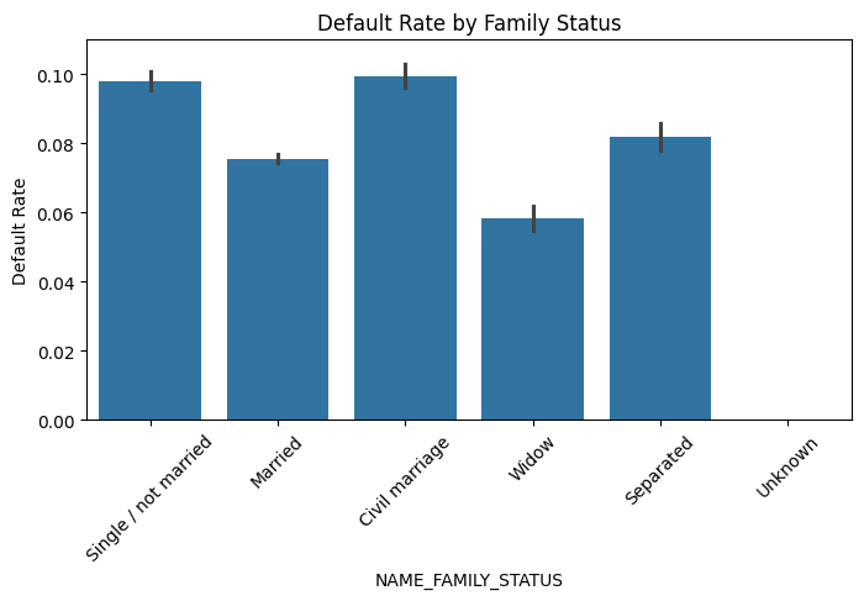 Default Rate by Family Status
Default Rate
0.10
0.08
0.06
0.04
0.02
0.00
Single / not married
Married
Civil marriage
Widow
Separated
Unknown
NAME_FAMILY_STATUS